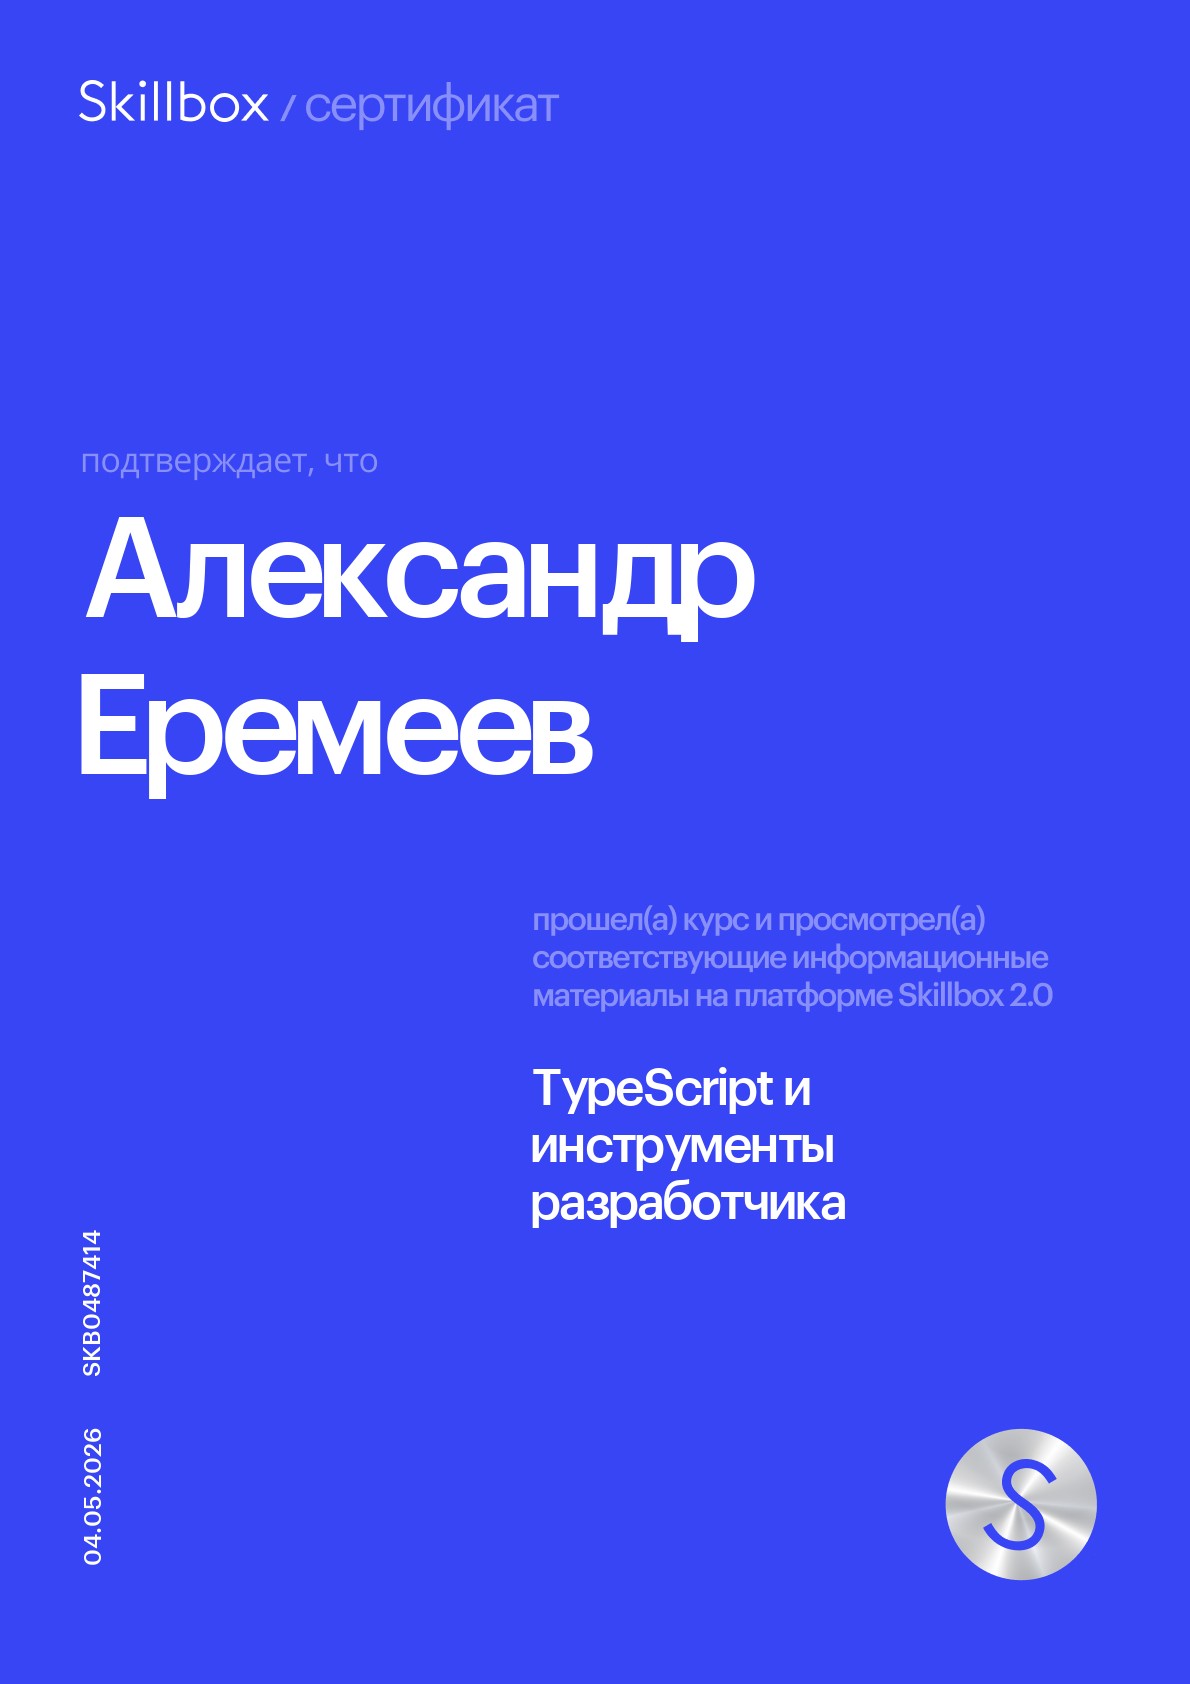 Skillbox / сертификат
подтверждает, что
Александр
Еремеев
прошел(а) курс и просмотрел(а)
соответствующие информационные
материалы на платформе Skillbox 2.0
TypeScript и
инструменты
разработчика
SKB0487414
04.05.2026
S